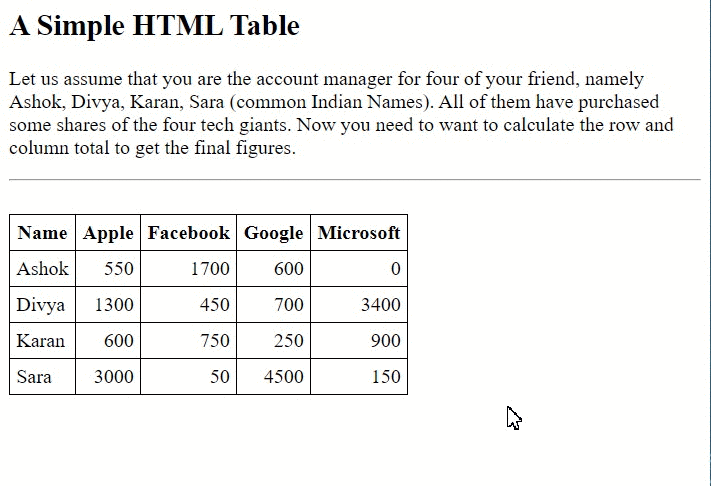 A Simple HTML Table
Let us assume that you are the account manager for four of your friend, namely
Ashok, Divya, Karan, Sara (common Indian Names). All of them have purchased
some shares of the four tech giants. Now you need to want to calculate the row and
column total to get the final figures.
Name Apple Facebook Google Microsoft
Ashok 550 1700 600 0
Divya 1300 450 700 3400
Karan 600 750 250 900
Sara 3000 50 4500 150